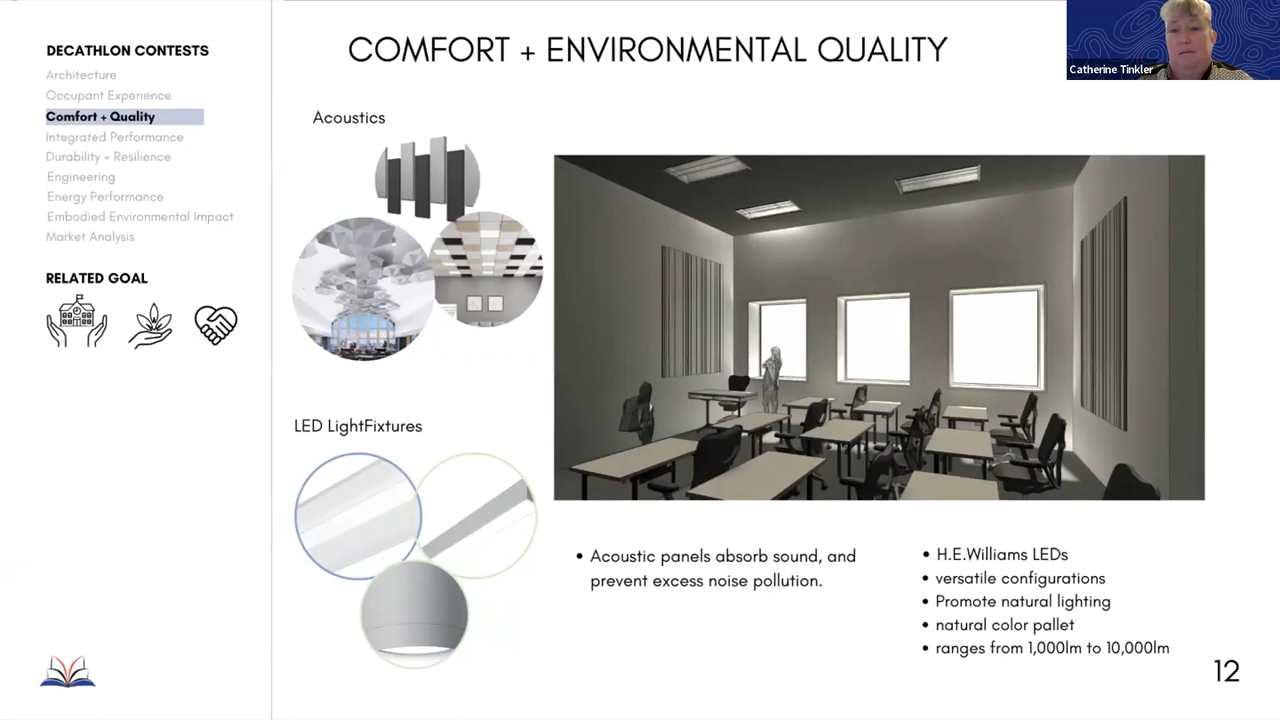 DECATHLON CONTESTS
Architecture
Occupant Experience
Comfort + Quality
Integrated Performance
Durability + Resilience
Engineering
Energy Performance
Embodied Environmental Impact
Market Analysis
RELATED GOAL
COMFORT + ENVIRONMENTAL QUALITY
Catherine Tinkler
Acoustics
LED LightFixtures
• Acoustic panels absorb sound, and
prevent excess noise pollution.
• H.E.Williams LEDs
• versatile configurations
• Promote natural lighting
• natural color pallet
• ranges from 1,000lm to 10,000lm
12